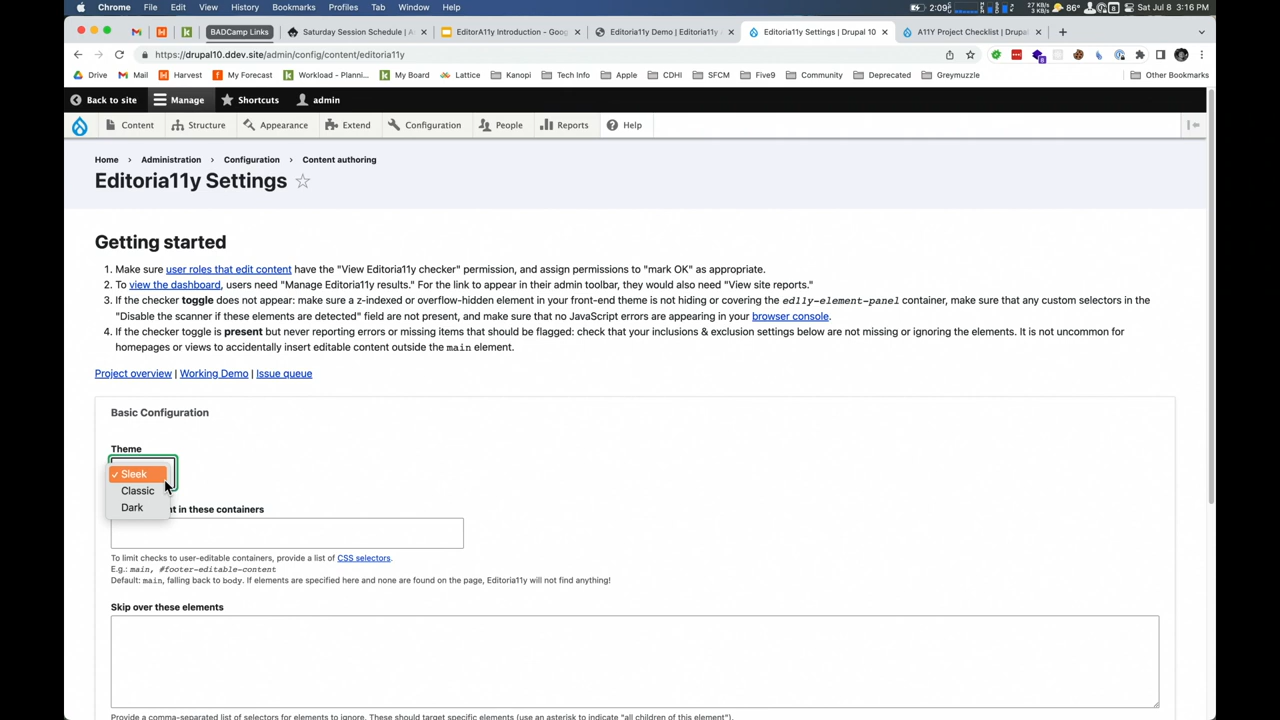 Chrome File Edit View History Bookmarks Profiles Tab Window Help 2:09 27 KB/s 3 KB/s 86° Sat Jul 8 3:16 PM
BADCamp Links Saturday Session Schedule | A EditorA11y Introduction - Goog Editoria11y Demo | Editoria11y Editoria11y Settings | Drupal 10 A11Y Project Checklist | Drupal
https://drupal10.ddev.site/admin/config/content/editoria11y
Drive Mail Harvest My Forecast Workload - Planni... My Board Lattice Kanopi Tech Info Apple CDHI SFCM Five9 Community Deprecated Greymuzzle Other Bookmarks
Back to site Manage Shortcuts admin
Content Structure Appearance Extend Configuration People Reports Help
Home › Administration › Configuration › Content authoring
Editoria11y Settings
Getting started
1. Make sure user roles that edit content have the "View Editoria11y checker" permission, and assign permissions to "mark OK" as appropriate.
2. To view the dashboard, users need "Manage Editoria11y results." For the link to appear in their admin toolbar, they would also need "View site reports."
3. If the checker toggle does not appear: make sure a z-indexed or overflow-hidden element in your front-end theme is not hiding or covering the ed11y-element-panel container, make sure that any custom selectors in the
"Disable the scanner if these elements are detected" field are not present, and make sure that no JavaScript errors are appearing in your browser console.
4. If the checker toggle is present but never reporting errors or missing items that should be flagged: check that your inclusions & exclusion settings below are not missing or ignoring the elements. It is not uncommon for
homepages or views to accidentally insert editable content outside the main element.
Project overview | Working Demo | Issue queue
Basic Configuration
Theme
✓ Sleek
Classic
Dark
in these containers
To limit checks to user-editable containers, provide a list of CSS selectors.
E.g.: main, #footer-editable-content
Default: main, falling back to body. If elements are specified here and none are found on the page, Editoria11y will not find anything!
Skip over these elements
Provide a comma-separated list of selectors for elements to ignore. These should target specific elements (use an asterisk to indicate "all children of this element").